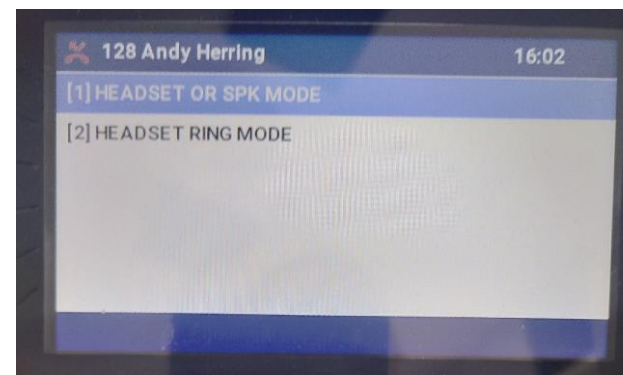 128 Andy Herring 16:02
[1] HEADSET OR SPK MODE
[2] HEADSET RING MODE